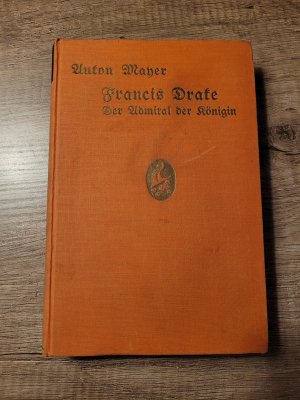 Anton Mayer
Francis Drake
Der Admiral der Königin